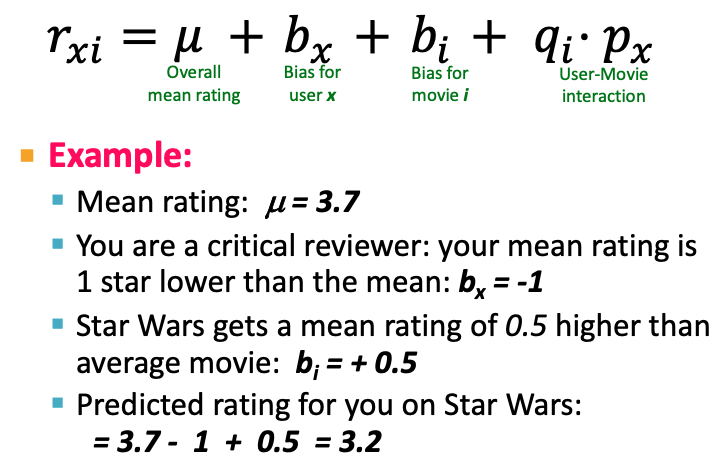 r_xi = μ + b_x + b_i + q_i · p_x
Overall mean rating
Bias for user x
Bias for movie i
User-Movie interaction
Example:
Mean rating: μ = 3.7
You are a critical reviewer: your mean rating is
1 star lower than the mean: b_x = -1
Star Wars gets a mean rating of 0.5 higher than
average movie: b_i = + 0.5
Predicted rating for you on Star Wars:
= 3.7 - 1 + 0.5 = 3.2